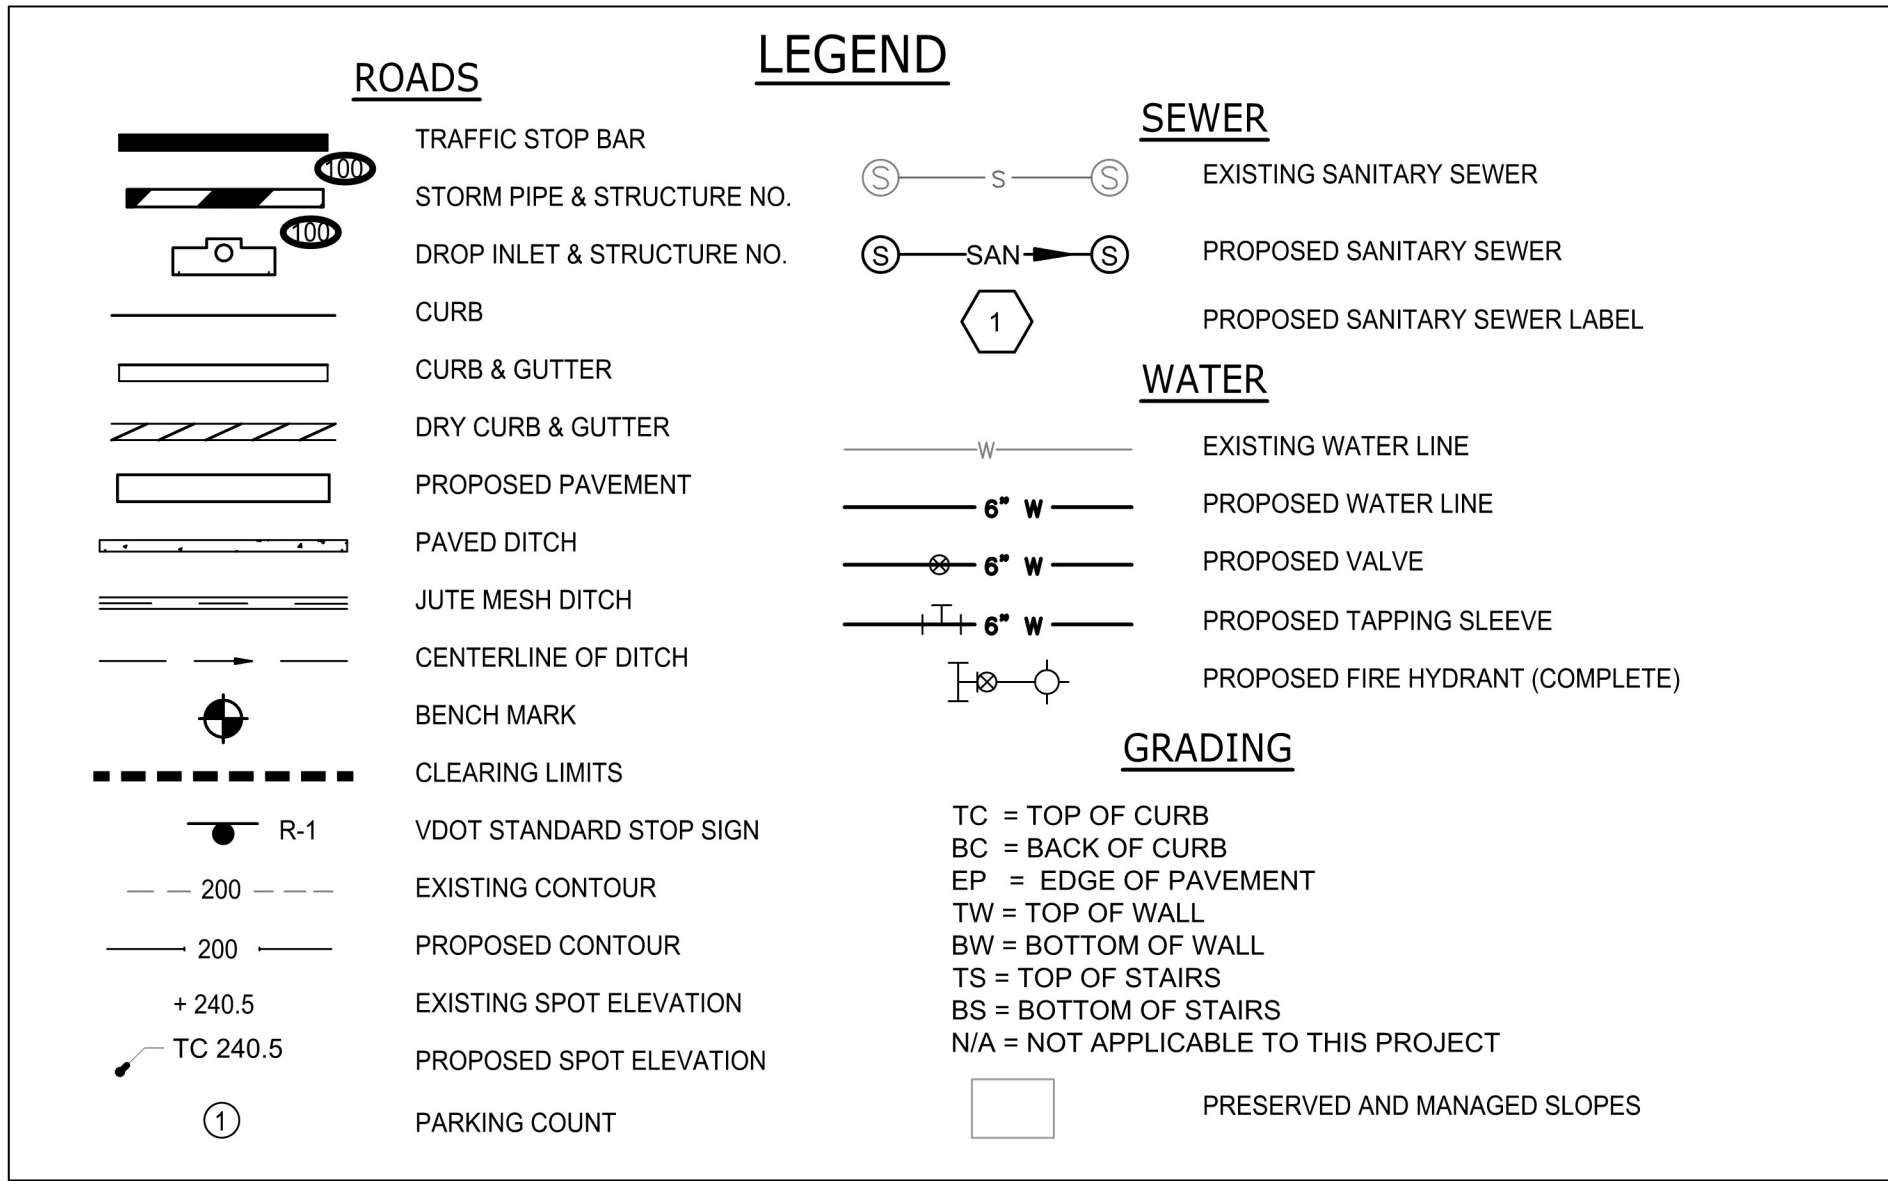 LEGEND
ROADS
TRAFFIC STOP BAR
100
STORM PIPE & STRUCTURE NO.
100
DROP INLET & STRUCTURE NO.
CURB
CURB & GUTTER
DRY CURB & GUTTER
PROPOSED PAVEMENT
PAVED DITCH
JUTE MESH DITCH
CENTERLINE OF DITCH
BENCH MARK
CLEARING LIMITS
R-1 VDOT STANDARD STOP SIGN
200 EXISTING CONTOUR
200 PROPOSED CONTOUR
+ 240.5 EXISTING SPOT ELEVATION
TC 240.5 PROPOSED SPOT ELEVATION
1 PARKING COUNT
SEWER
S S S EXISTING SANITARY SEWER
S SAN S PROPOSED SANITARY SEWER
1 PROPOSED SANITARY SEWER LABEL
WATER
W EXISTING WATER LINE
6" W PROPOSED WATER LINE
6" W PROPOSED VALVE
6" W PROPOSED TAPPING SLEEVE
PROPOSED FIRE HYDRANT (COMPLETE)
GRADING
TC = TOP OF CURB
BC = BACK OF CURB
EP = EDGE OF PAVEMENT
TW = TOP OF WALL
BW = BOTTOM OF WALL
TS = TOP OF STAIRS
BS = BOTTOM OF STAIRS
N/A = NOT APPLICABLE TO THIS PROJECT
PRESERVED AND MANAGED SLOPES